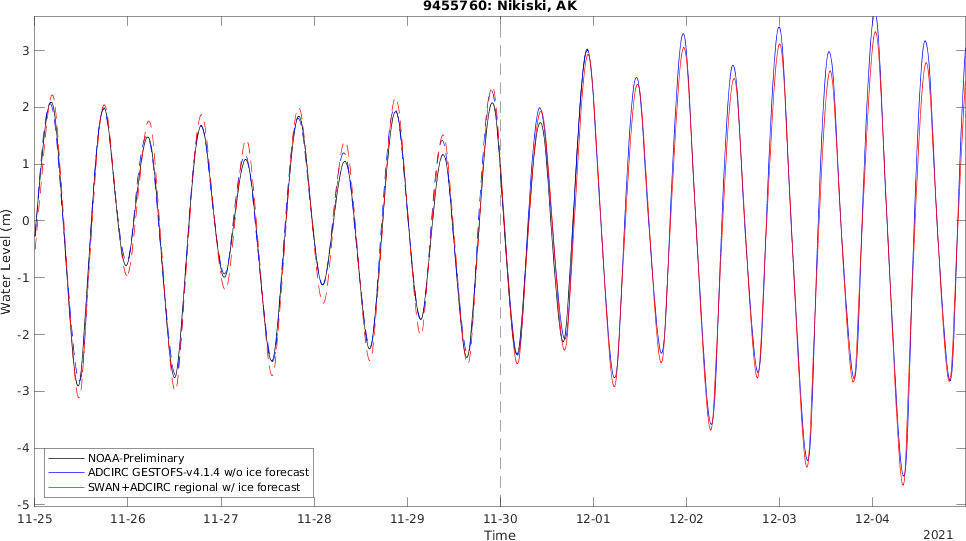 9455760: Nikiski, AK
Water Level (m)
3
2
1
0
-1
-2
-3
-4
-5
NOAA-Preliminary
ADCIRC GESTOFS-v4.1.4 w/o ice forecast
SWAN+ADCIRC regional w/ ice forecast
11-25 11-26 11-27 11-28 11-29 11-30 12-01 12-02 12-03 12-04
Time
2021